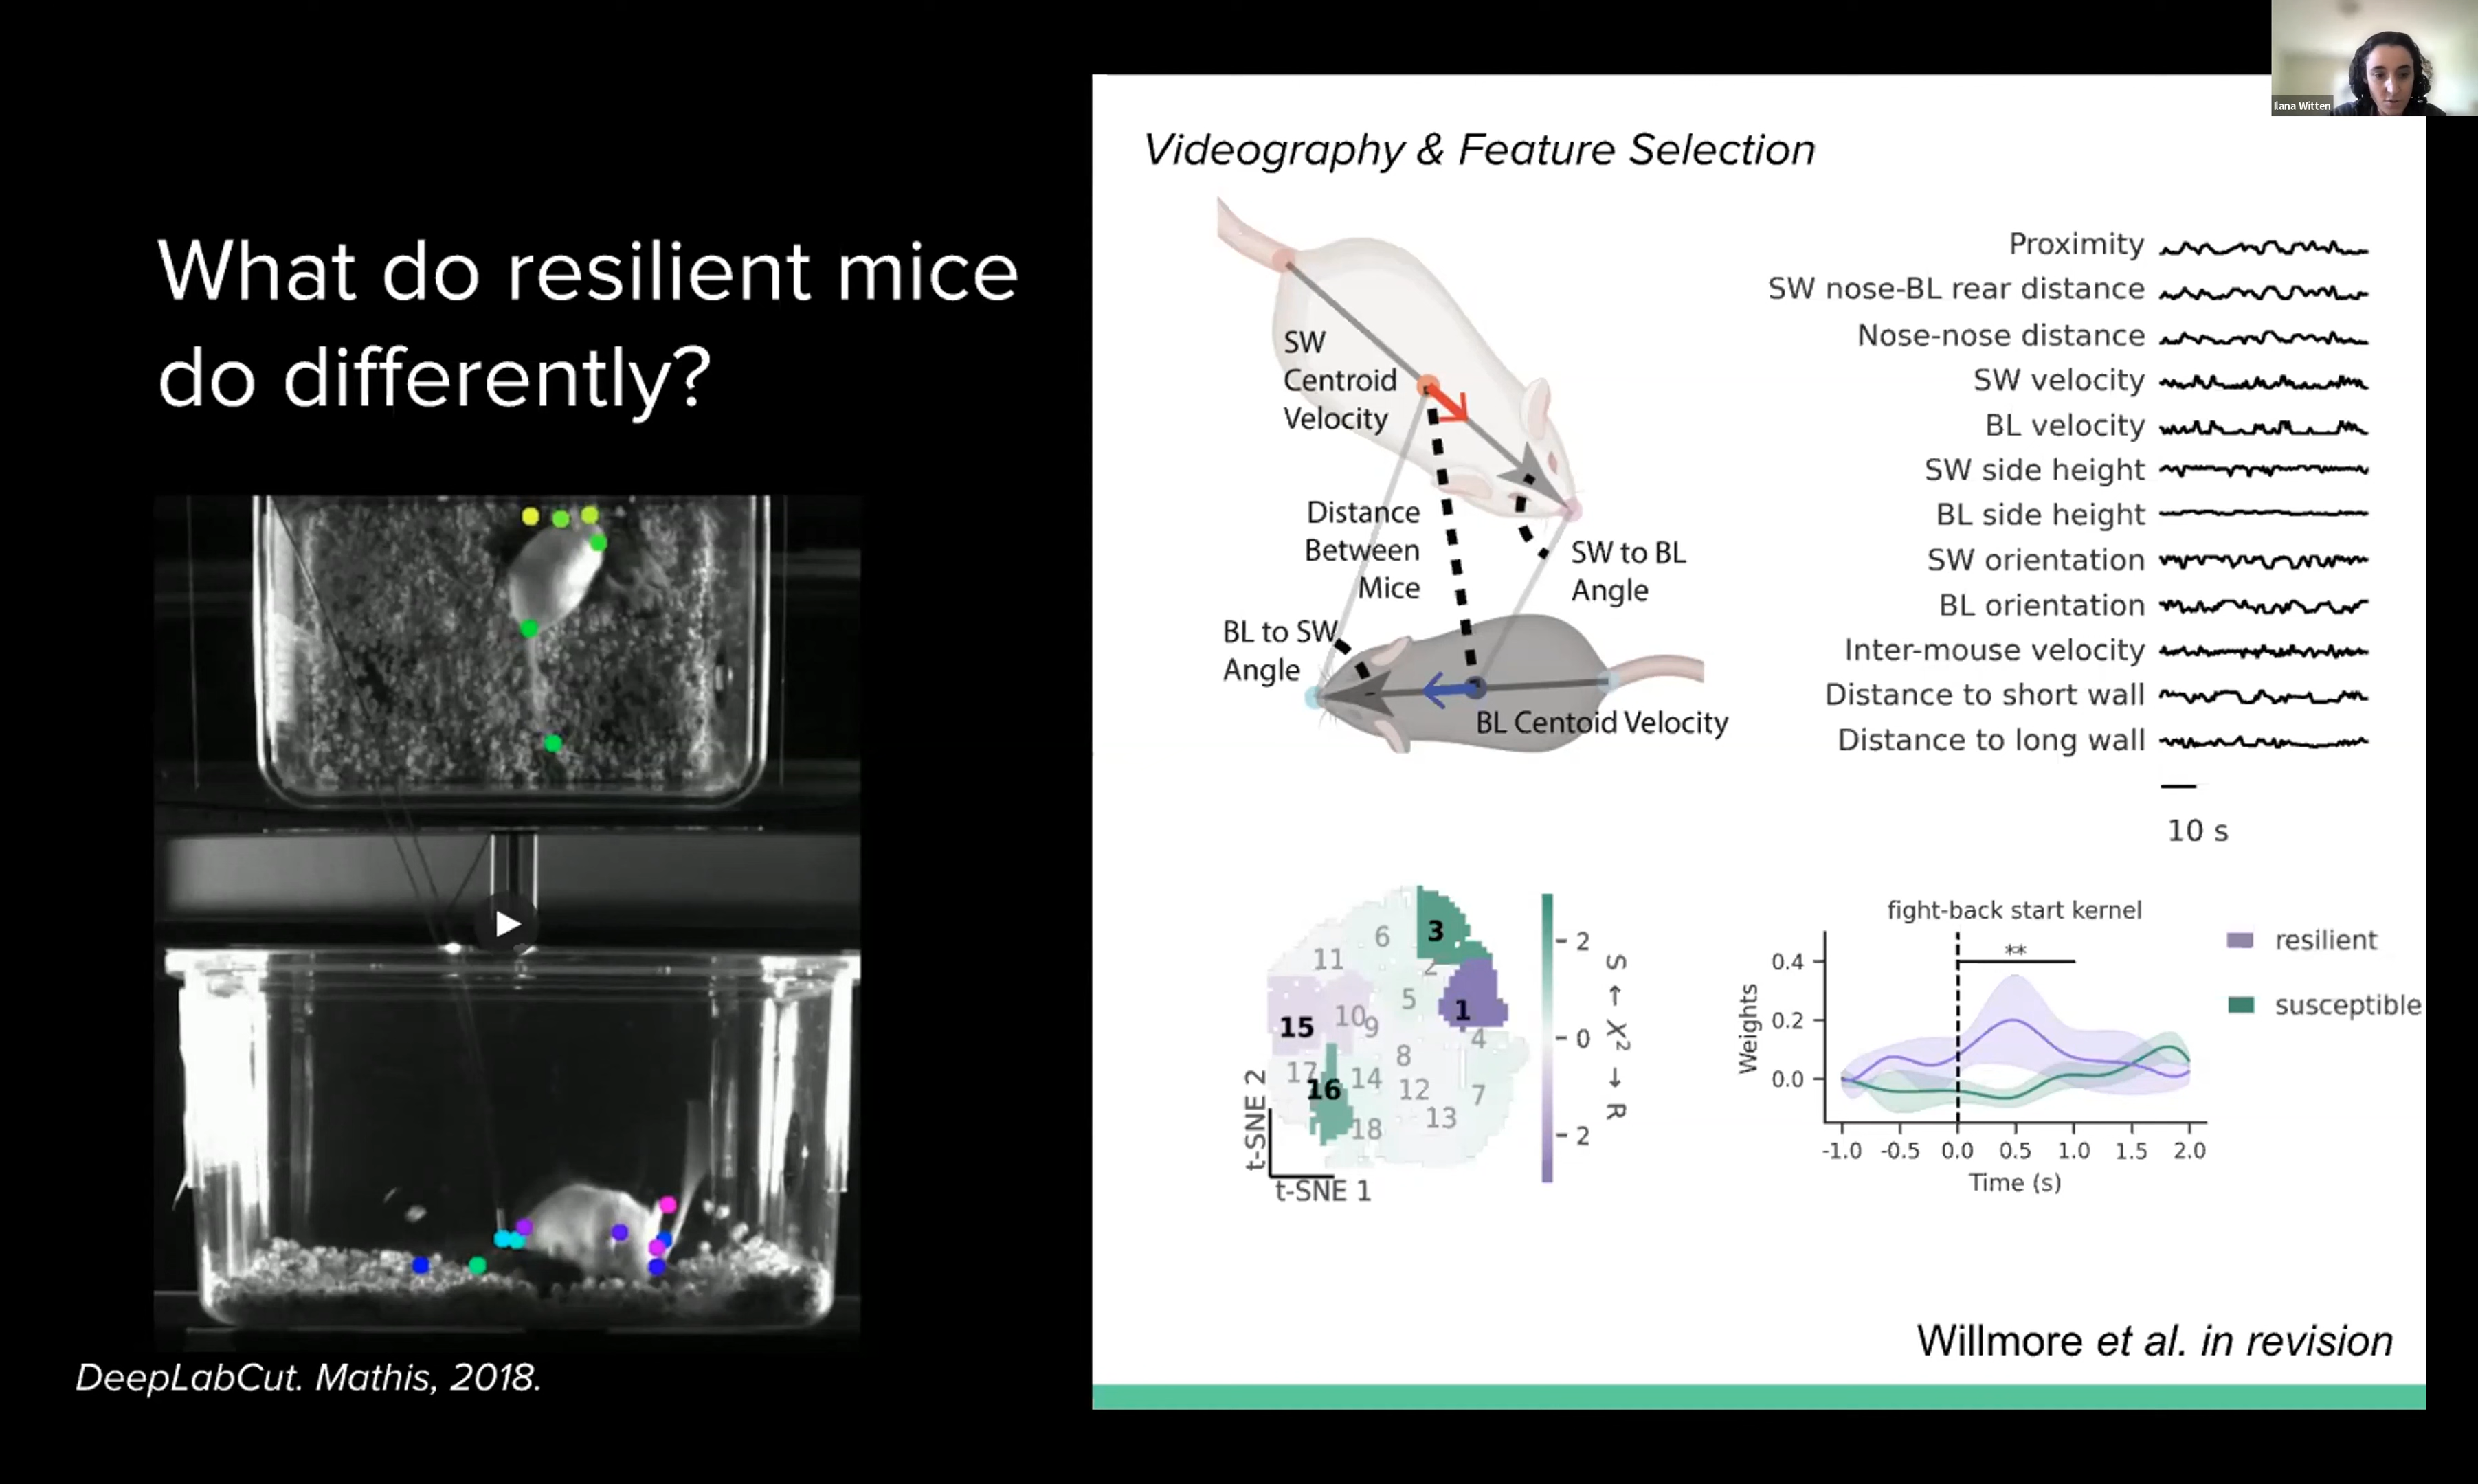 Ilana Witten
What do resilient mice
do differently?
DeepLabCut. Mathis, 2018.
Videography & Feature Selection
SW
Centroid
Velocity
Distance
Between
Mice
SW to BL
Angle
BL to SW
Angle
BL Centoid Velocity
Proximity
SW nose-BL rear distance
Nose-nose distance
SW velocity
BL velocity
SW side height
BL side height
SW orientation
BL orientation
Inter-mouse velocity
Distance to short wall
Distance to long wall
10 s
6
3
11
2
5
1
10
9
15
4
8
17
14
16
12
7
13
18
t-SNE 2
t-SNE 1
2
0
2
S ← X² → R
fight-back start kernel
**
0.4
0.2
0.0
Weights
-1.0 -0.5 0.0 0.5 1.0 1.5 2.0
Time (s)
resilient
susceptible
Willmore et al. in revision